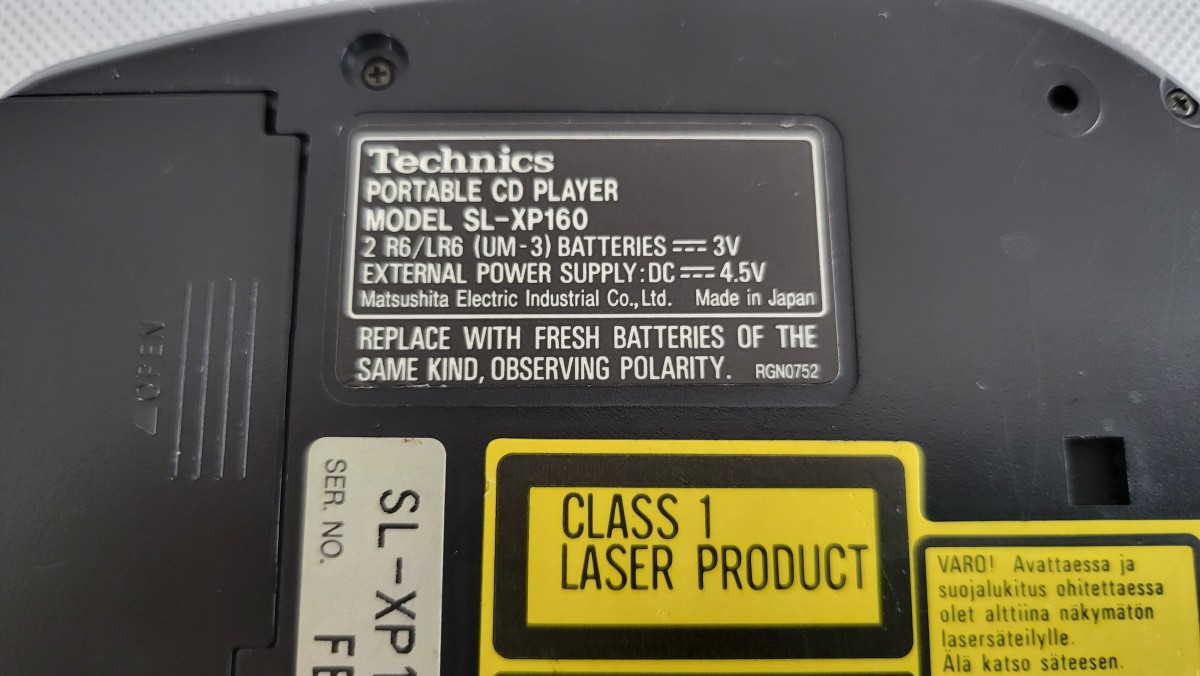 Technics
PORTABLE CD PLAYER
MODEL SL-XP160
2 R6/LR6 (UM-3) BATTERIES ⎓ 3V
EXTERNAL POWER SUPPLY: DC ⎓ 4.5V
Matsushita Electric Industrial Co., Ltd. Made in Japan
REPLACE WITH FRESH BATTERIES OF THE
SAME KIND, OBSERVING POLARITY. RGN0752
△OPEN
SER. NO.
SL-XP1
CLASS 1
LASER PRODUCT
VARO! Avattaessa ja
suojalukitus ohitettaessa
olet alttiina näkymätön
lasersäteilylle.
Älä katso säteeseen.